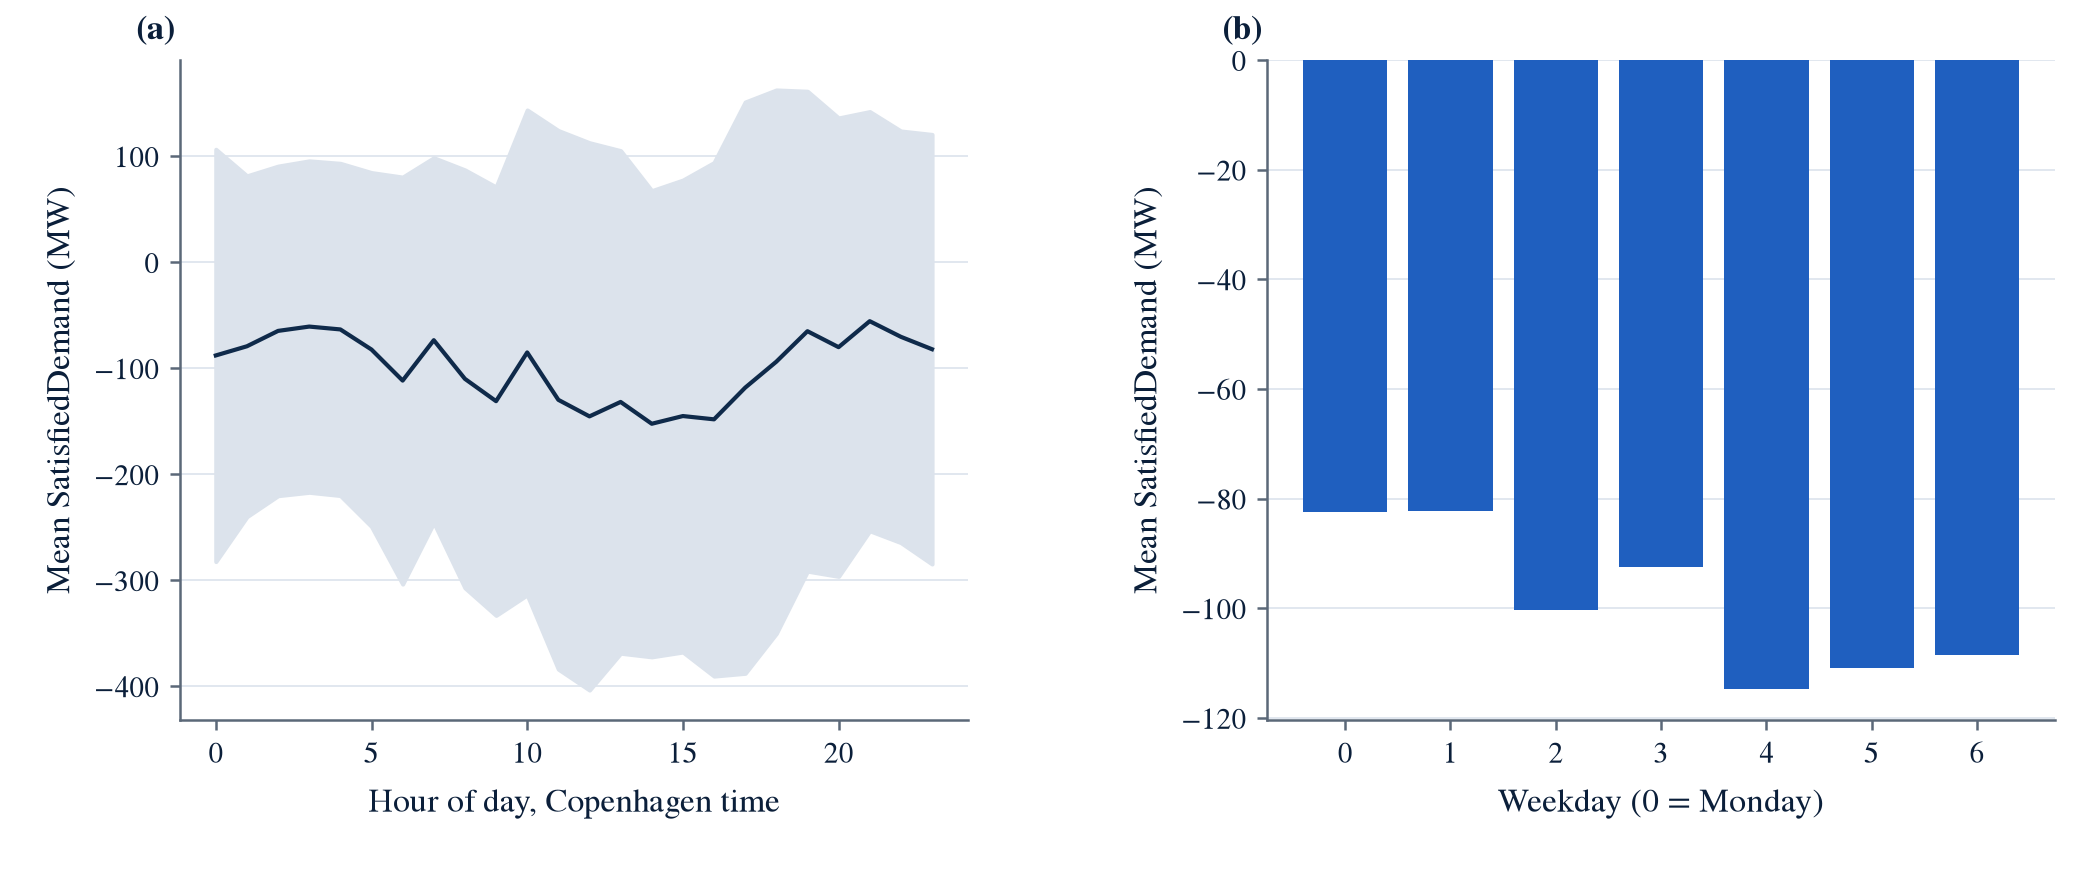 (a)
Mean SatisfiedDemand (MW)
100
0
−100
−200
−300
−400
0 5 10 15 20
Hour of day, Copenhagen time
(b)
Mean SatisfiedDemand (MW)
0
−20
−40
−60
−80
−100
−120
0 1 2 3 4 5 6
Weekday (0 = Monday)